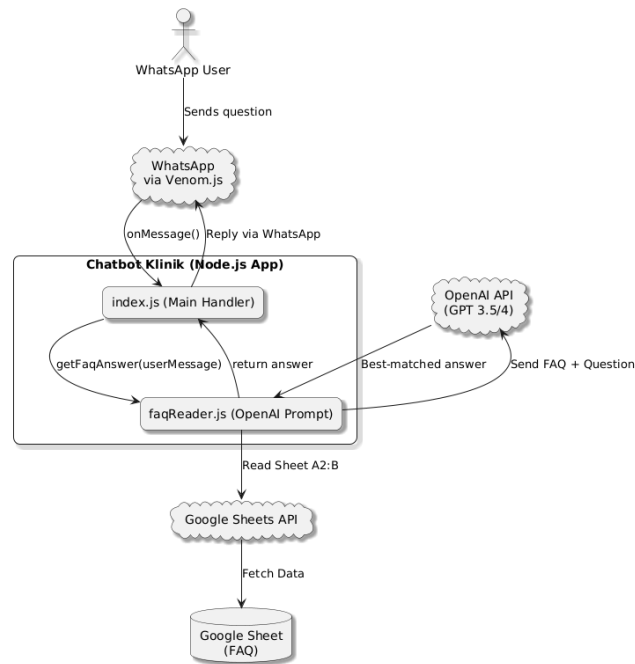 WhatsApp User
Sends question
WhatsApp
via Venom.js
onMessage()
Reply via WhatsApp
Chatbot Klinik (Node.js App)
index.js (Main Handler)
OpenAI API
(GPT 3.5/4)
getFaqAnswer(userMessage)
return answer
Best-matched answer
Send FAQ + Question
faqReader.js (OpenAI Prompt)
Read Sheet A2:B
Google Sheets API
Fetch Data
Google Sheet
(FAQ)